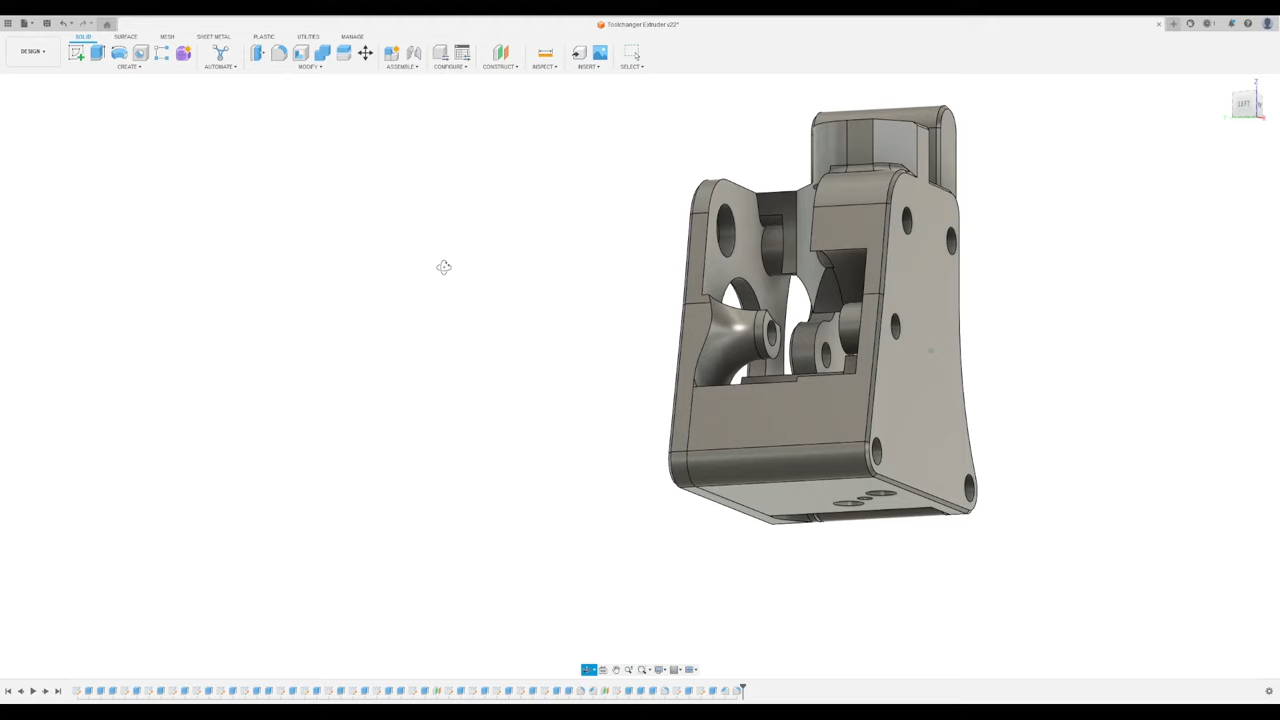 Toolchanger Extruder v22*
1
SOLID SURFACE MESH SHEET METAL PLASTIC UTILITIES MANAGE
DESIGN
CREATE AUTOMATE MODIFY ASSEMBLE CONFIGURE CONSTRUCT INSPECT INSERT SELECT
Z
LEFT
Y X